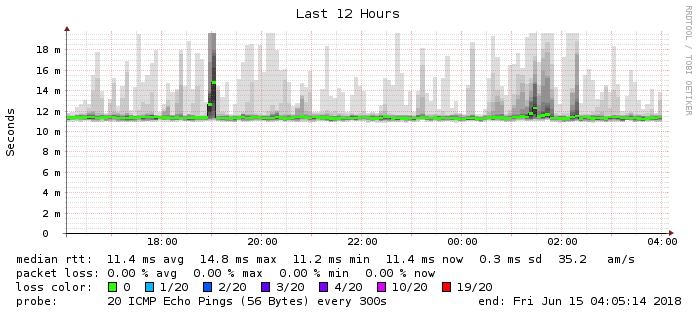 Last 12 Hours
RRDTOOL / TOBI OETIKER
Seconds
18 m
16 m
14 m
12 m
10 m
8 m
6 m
4 m
2 m
0
18:00 20:00 22:00 00:00 02:00 04:00
median rtt: 11.4 ms avg 14.8 ms max 11.2 ms min 11.4 ms now 0.3 ms sd 35.2 am/s
packet loss: 0.00 % avg 0.00 % max 0.00 % min 0.00 % now
loss color: 0 1/20 2/20 3/20 4/20 10/20 19/20
probe: 20 ICMP Echo Pings (56 Bytes) every 300s end: Fri Jun 15 04:05:14 2018